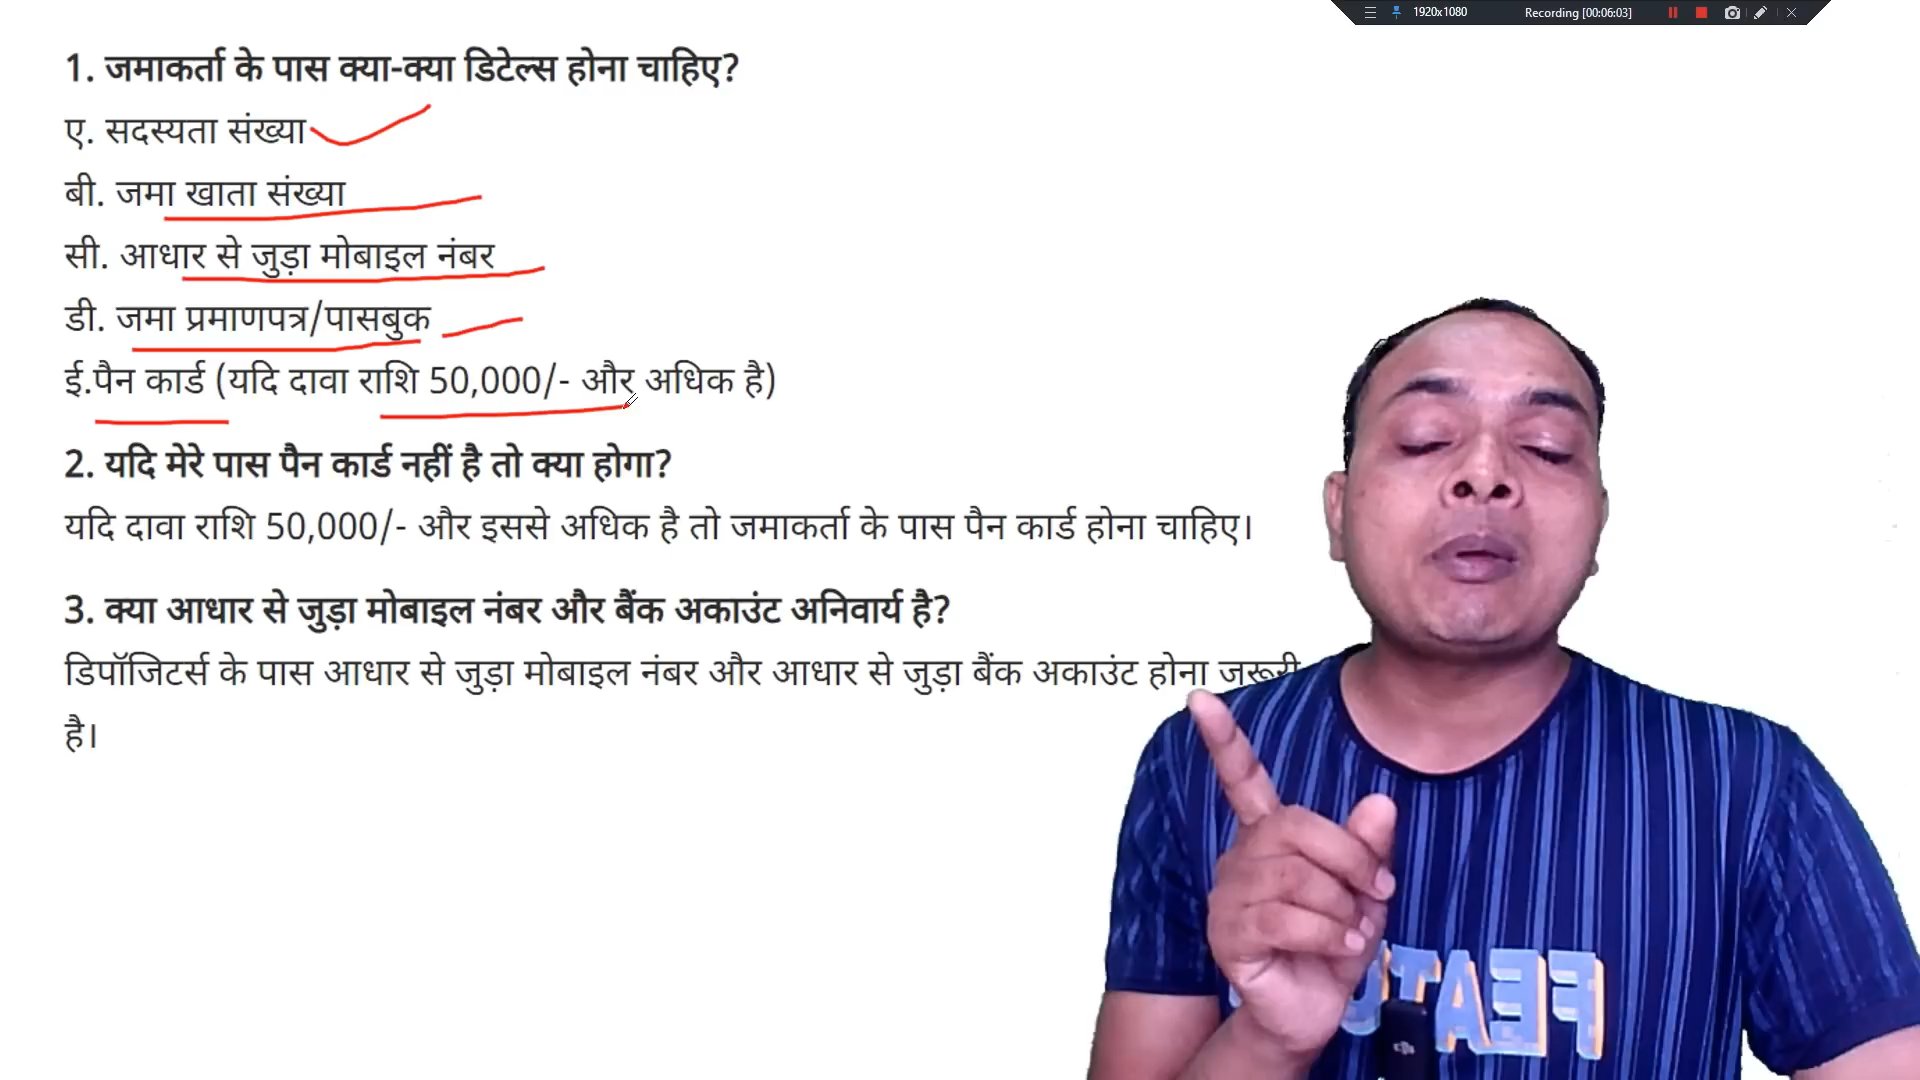 1920x1080
Recording [00:06:03]
1. जमाकर्ता के पास क्या-क्या डिटेल्स होना चाहिए?
ए. सदस्यता संख्या
बी. जमा खाता संख्या
सी. आधार से जुड़ा मोबाइल नंबर
डी. जमा प्रमाणपत्र/पासबुक
ई.पैन कार्ड (यदि दावा राशि 50,000/- और अधिक है)
2. यदि मेरे पास पैन कार्ड नहीं है तो क्या होगा?
यदि दावा राशि 50,000/- और इससे अधिक है तो जमाकर्ता के पास पैन कार्ड होना चाहिए।
3. क्या आधार से जुड़ा मोबाइल नंबर और बैंक अकाउंट अनिवार्य है?
डिपॉजिटर्स के पास आधार से जुड़ा मोबाइल नंबर और आधार से जुड़ा बैंक अकाउंट होना जरूरी
है।